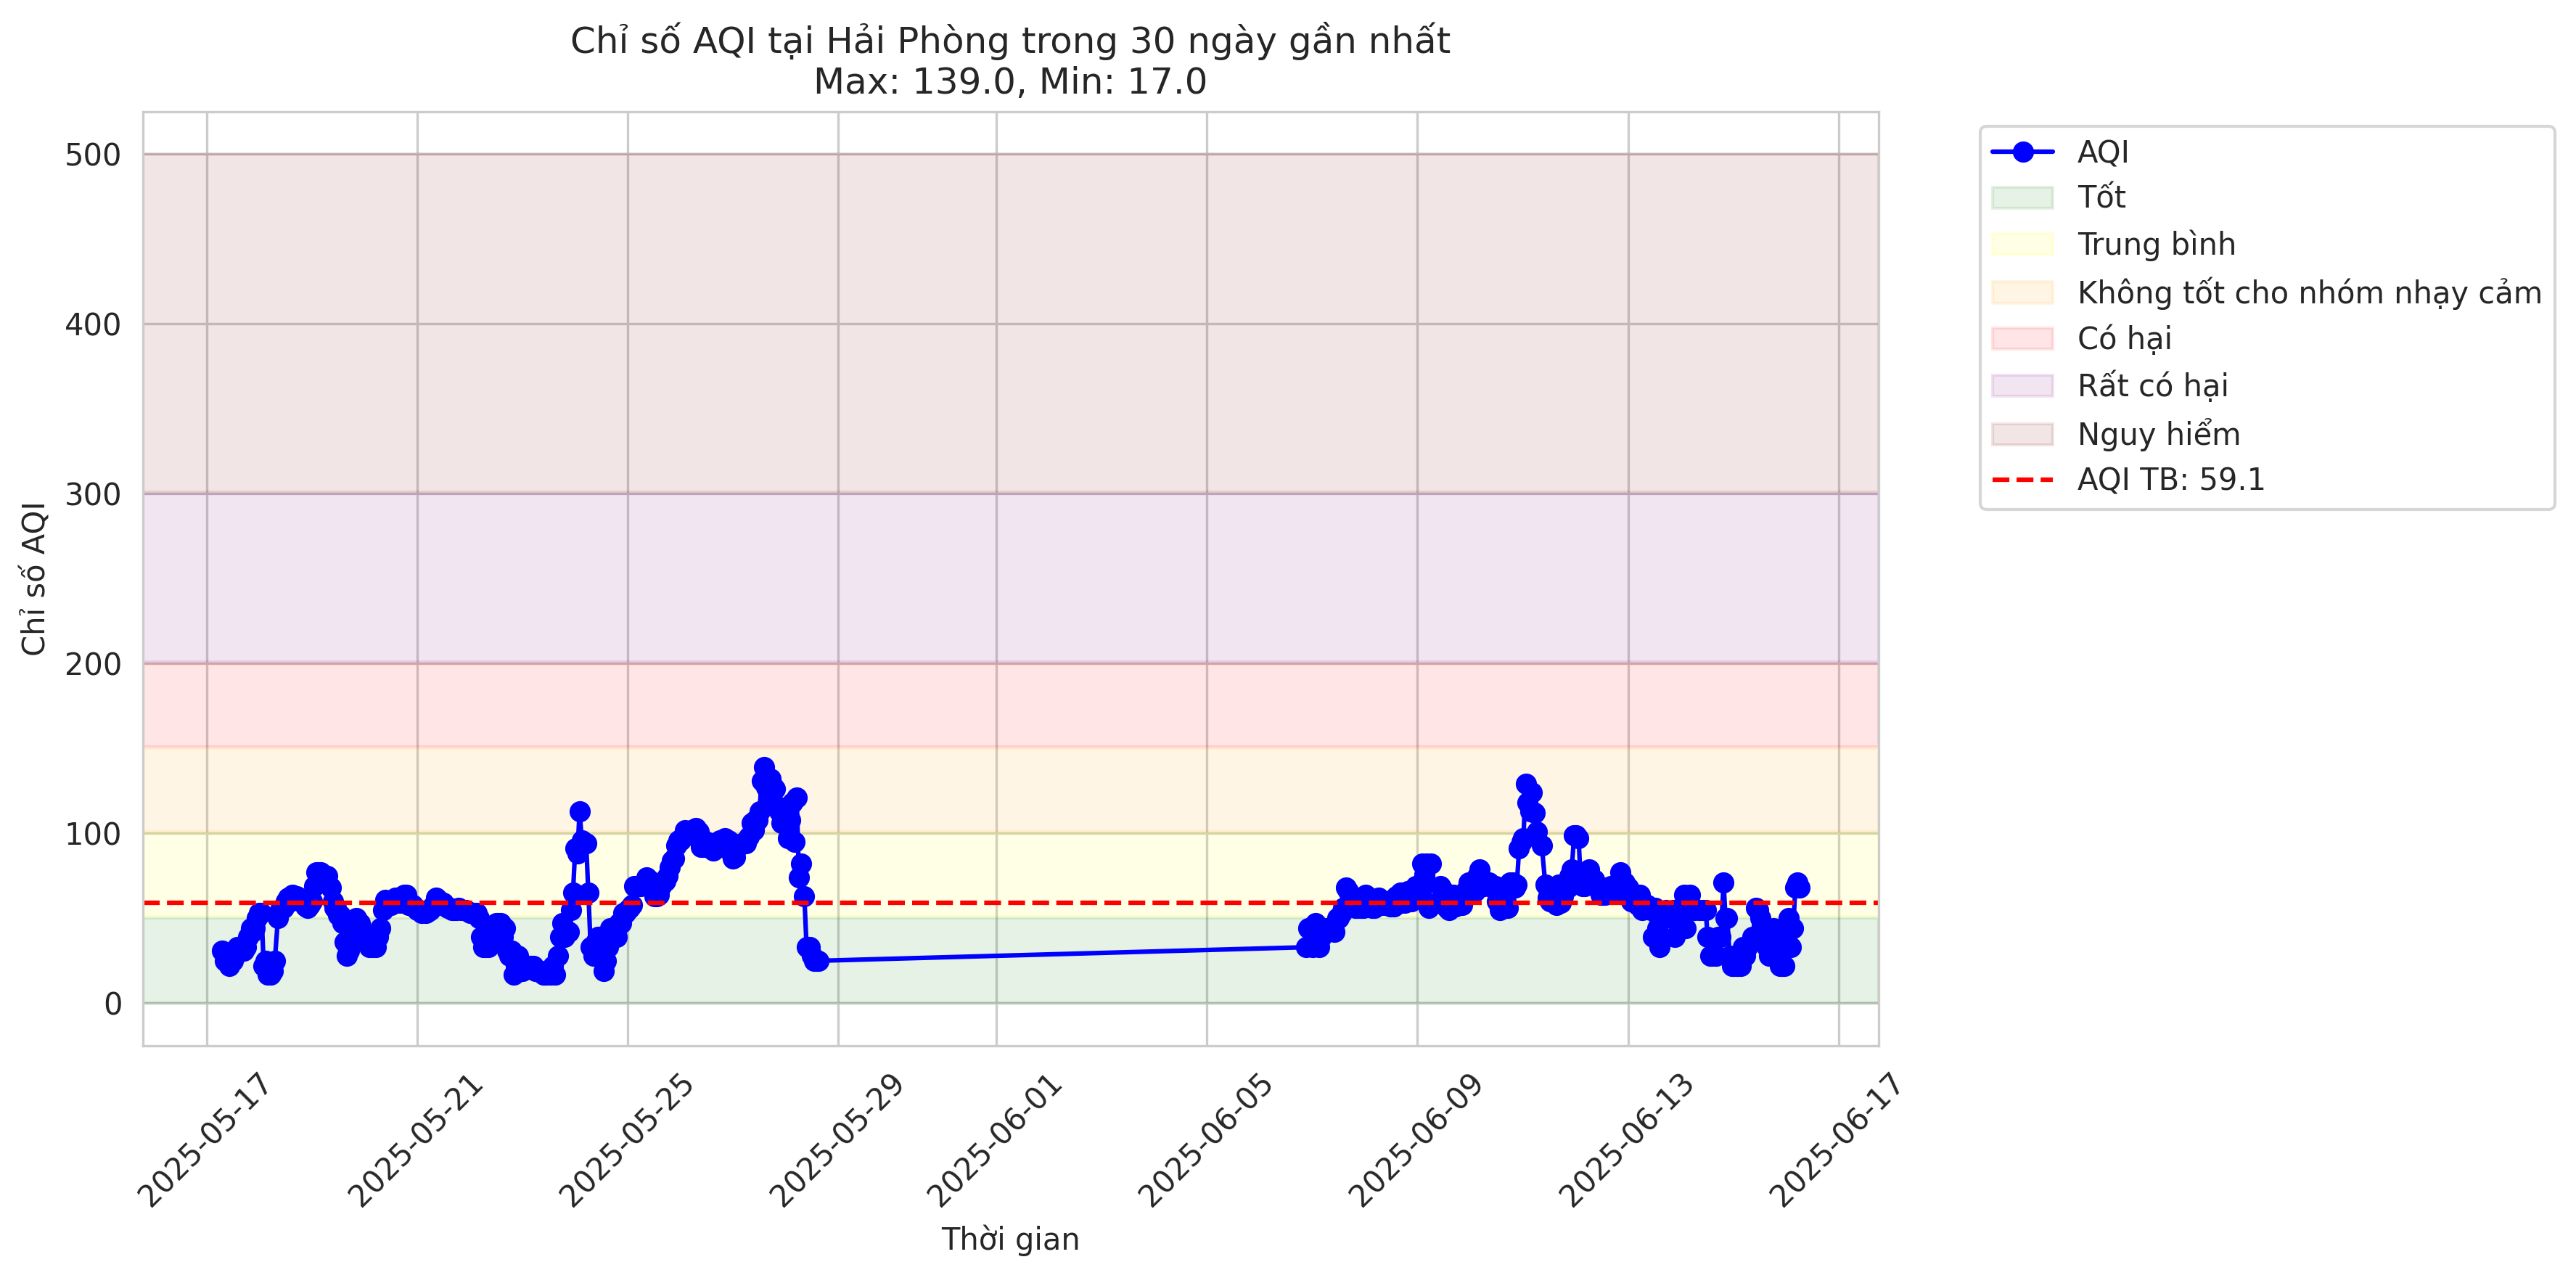 Chỉ số AQI tại Hải Phòng trong 30 ngày gần nhất
Max: 139.0, Min: 17.0
Chỉ số AQI
500
400
300
200
100
0
2025-05-17
2025-05-21
2025-05-25
2025-05-29
2025-06-01
2025-06-05
2025-06-09
2025-06-13
2025-06-17
Thời gian
AQI
Tốt
Trung bình
Không tốt cho nhóm nhạy cảm
Có hại
Rất có hại
Nguy hiểm
AQI TB: 59.1